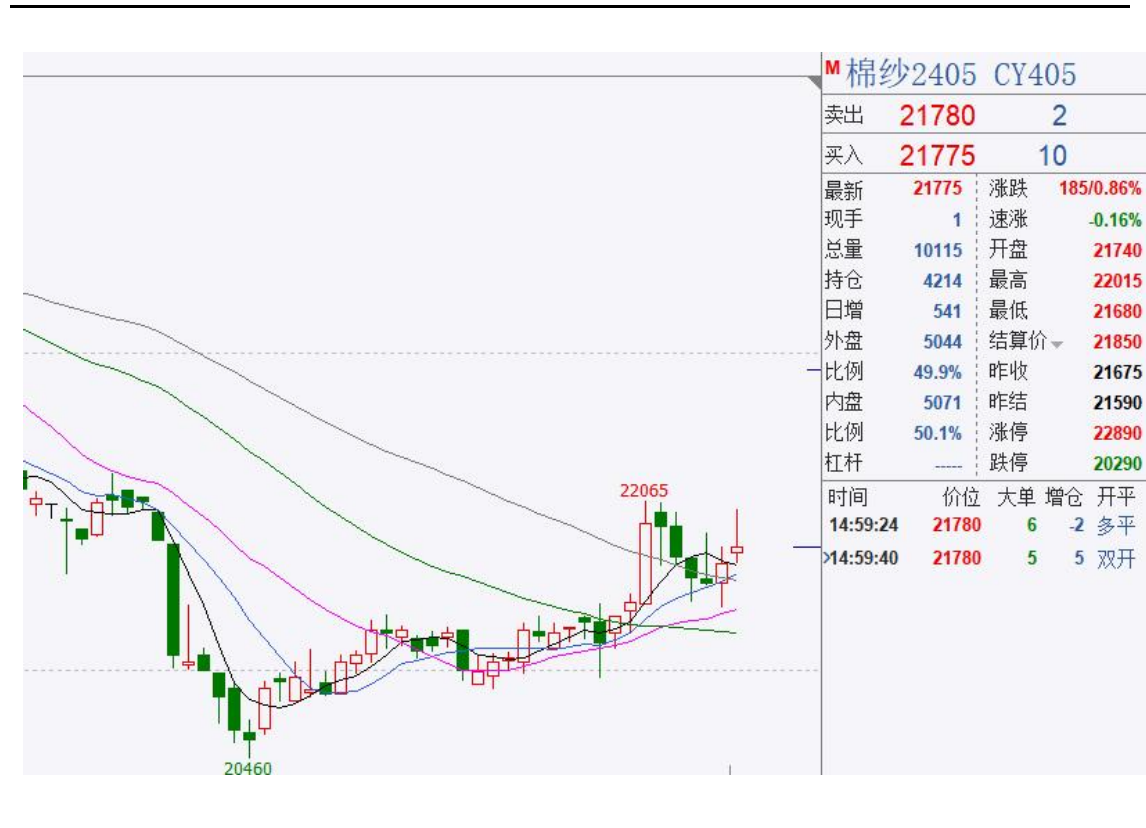 M 棉纱2405 CY405
卖出 21780 2
买入 21775 10
最新 21775 涨跌 185/0.86%
现手 1 速涨 -0.16%
总量 10115 开盘 21740
持仓 4214 最高 22015
日增 541 最低 21680
外盘 5044 结算价 21850
比例 49.9% 昨收 21675
内盘 5071 昨结 21590
比例 50.1% 涨停 22890
杠杆 ----- 跌停 20290
时间 价位 大单 增仓 开平
14:59:24 21780 6 -2 多平
14:59:40 21780 5 5 双开
22065
20460